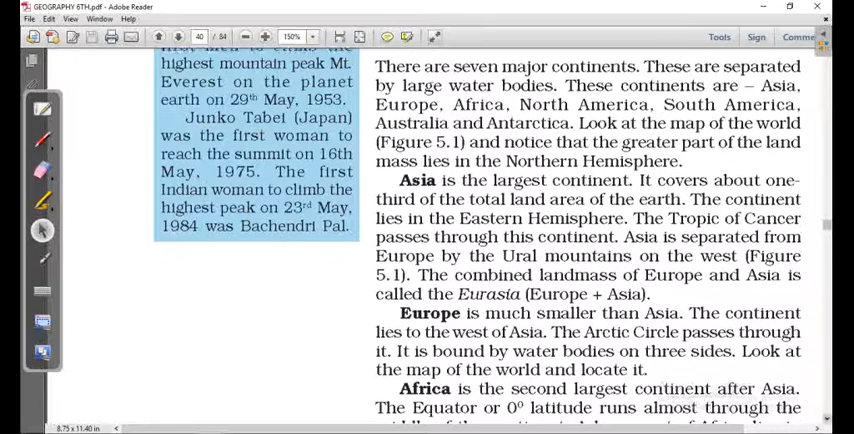 GEOGRAPHY 6TH.pdf - Adobe Reader
File Edit View Window Help
40 / 84 150% Tools Sign Comme
highest mountain peak Mt.
Everest on the planet
earth on 29th May, 1953.
Junko Tabei (Japan)
was the first woman to
reach the summit on 16th
May, 1975. The first
Indian woman to climb the
highest peak on 23rd May,
1984 was Bachendri Pal.
There are seven major continents. These are separated
by large water bodies. These continents are – Asia,
Europe, Africa, North America, South America,
Australia and Antarctica. Look at the map of the world
(Figure 5.1) and notice that the greater part of the land
mass lies in the Northern Hemisphere.
Asia is the largest continent. It covers about one-
third of the total land area of the earth. The continent
lies in the Eastern Hemisphere. The Tropic of Cancer
passes through this continent. Asia is separated from
Europe by the Ural mountains on the west (Figure
5.1). The combined landmass of Europe and Asia is
called the Eurasia (Europe + Asia).
Europe is much smaller than Asia. The continent
lies to the west of Asia. The Arctic Circle passes through
it. It is bound by water bodies on three sides. Look at
the map of the world and locate it.
Africa is the second largest continent after Asia.
The Equator or 0⁰ latitude runs almost through the
8.75 x 11.40 in